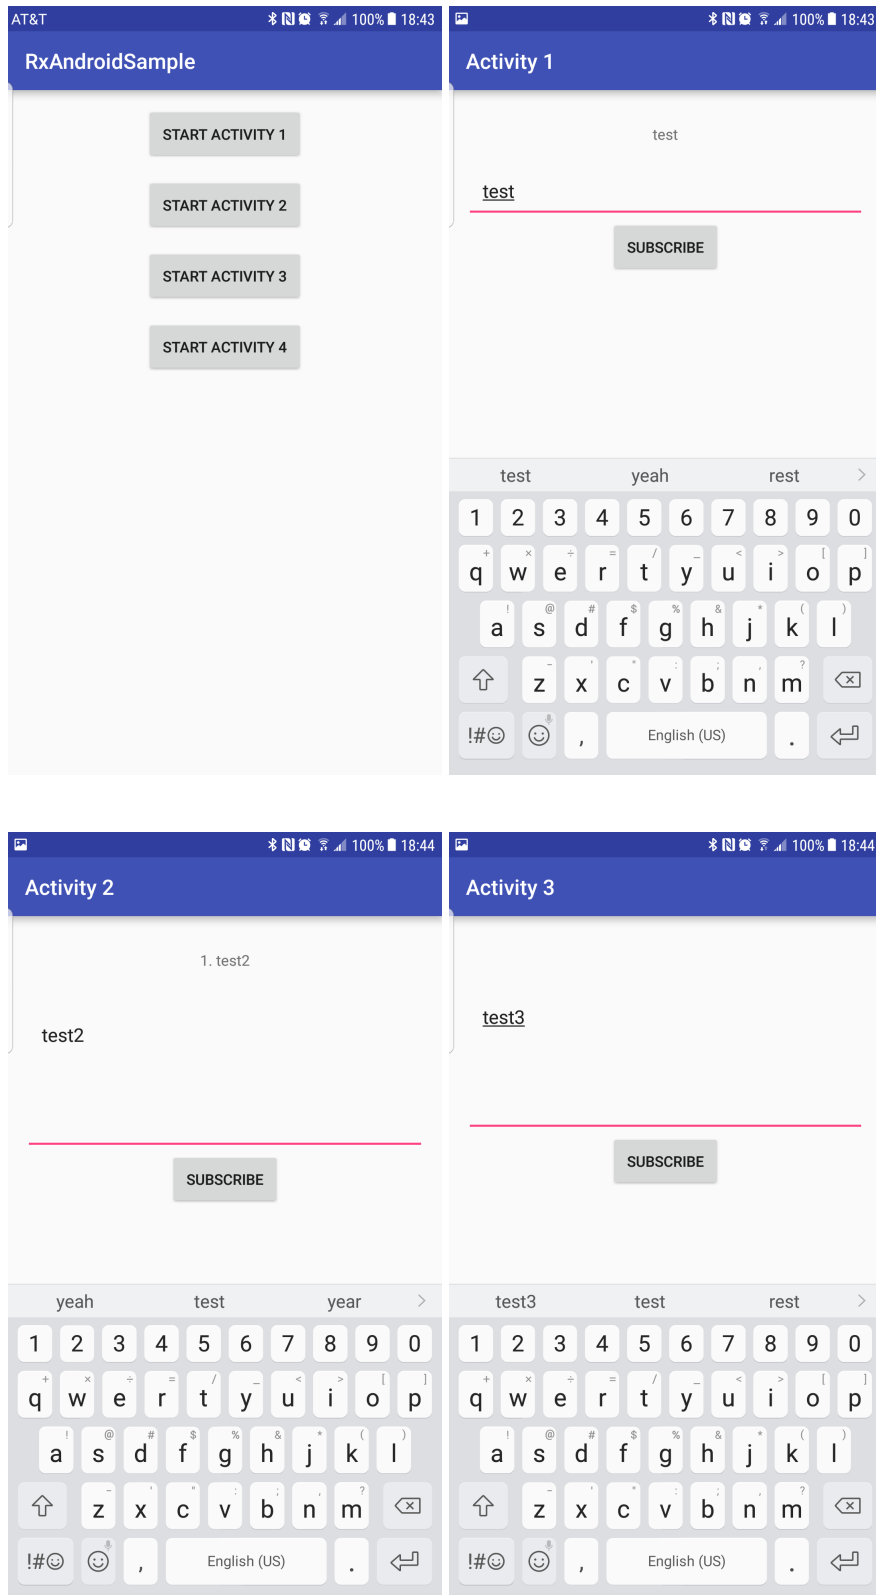 AT&T 100% 18:43
RxAndroidSample
START ACTIVITY 1
START ACTIVITY 2
START ACTIVITY 3
START ACTIVITY 4
100% 18:43
Activity 1
test
test
SUBSCRIBE
test yeah rest
1 2 3 4 5 6 7 8 9 0
+ × ÷ = / _ < > [ ]
q w e r t y u i o p
! @ # $ % & * ( )
a s d f g h j k l
- ' " : ; , ?
z x c v b n m
!#☺ , English (US) .
100% 18:44
Activity 2
1. test2
test2
SUBSCRIBE
yeah test year
1 2 3 4 5 6 7 8 9 0
+ × ÷ = / _ < > [ ]
q w e r t y u i o p
! @ # $ % & * ( )
a s d f g h j k l
- ' " : ; , ?
z x c v b n m
!#☺ , English (US) .
100% 18:44
Activity 3
test3
SUBSCRIBE
test3 test rest
1 2 3 4 5 6 7 8 9 0
+ × ÷ = / _ < > [ ]
q w e r t y u i o p
! @ # $ % & * ( )
a s d f g h j k l
- ' " : ; , ?
z x c v b n m
!#☺ , English (US) .